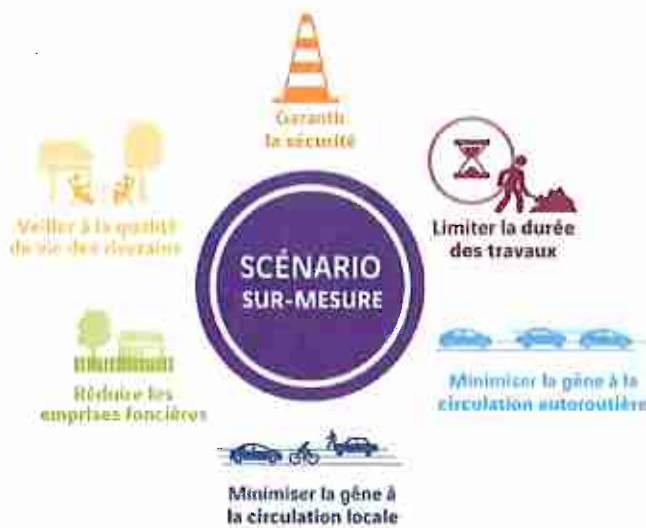 Garantir
la sécurité
Veiller à la qualité
de vie des riverains
Limiter la durée
des travaux
SCÉNARIO
SUR-MESURE
Réduire les
emprises foncières
Minimiser la gêne à la
circulation autoroutière
Minimiser la gêne à
la circulation locale